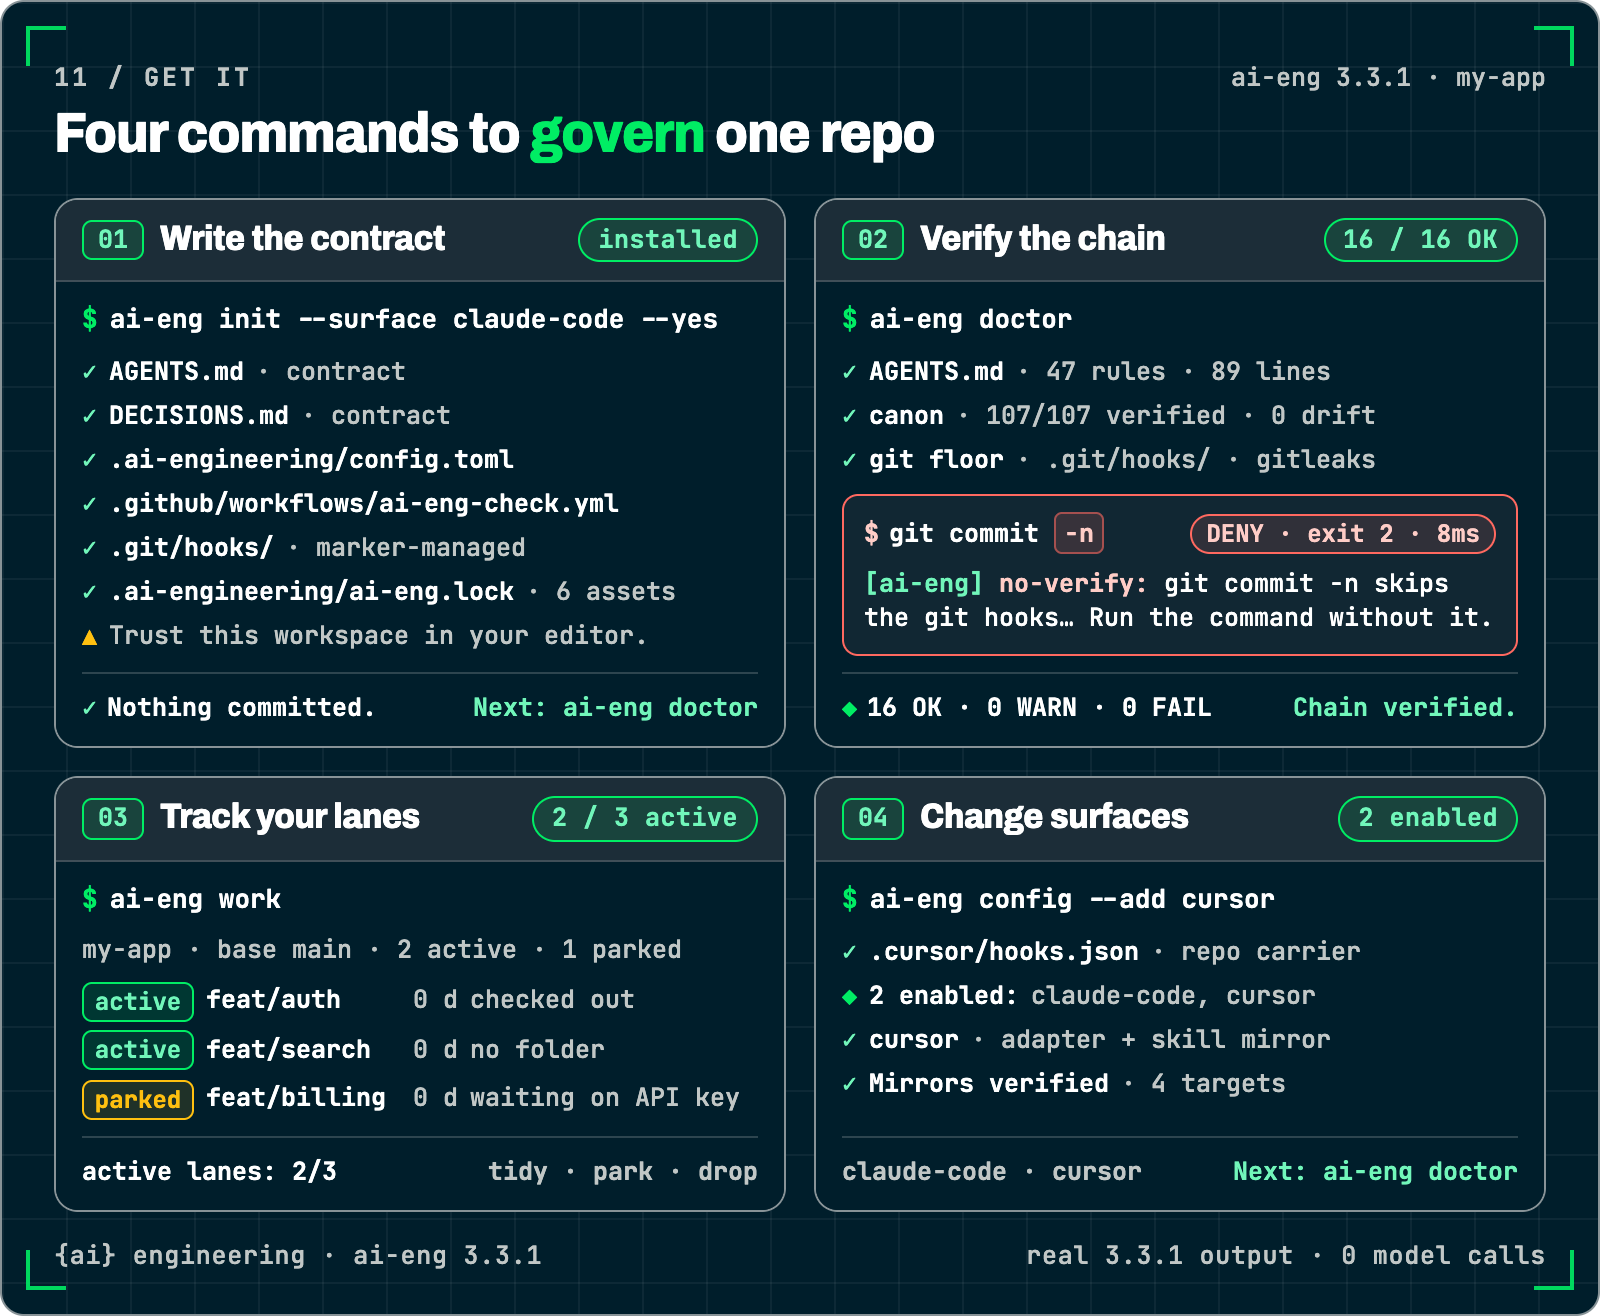 11 / GET IT
ai-eng 3.3.1 · my-app
Four commands to govern one repo
01 Write the contract installed
$ ai-eng init --surface claude-code --yes
✓ AGENTS.md · contract
✓ DECISIONS.md · contract
✓ .ai-engineering/config.toml
✓ .github/workflows/ai-eng-check.yml
✓ .git/hooks/ · marker-managed
✓ .ai-engineering/ai-eng.lock · 6 assets
▲ Trust this workspace in your editor.
✓ Nothing committed. Next: ai-eng doctor
02 Verify the chain 16 / 16 OK
$ ai-eng doctor
✓ AGENTS.md · 47 rules · 89 lines
✓ canon · 107/107 verified · 0 drift
✓ git floor · .git/hooks/ · gitleaks
$ git commit -n DENY · exit 2 · 8ms
[ai-eng] no-verify: git commit -n skips
the git hooks… Run the command without it.
◆ 16 OK · 0 WARN · 0 FAIL Chain verified.
03 Track your lanes 2 / 3 active
$ ai-eng work
my-app · base main · 2 active · 1 parked
active feat/auth 0 d checked out
active feat/search 0 d no folder
parked feat/billing 0 d waiting on API key
active lanes: 2/3 tidy · park · drop
04 Change surfaces 2 enabled
$ ai-eng config --add cursor
✓ .cursor/hooks.json · repo carrier
◆ 2 enabled: claude-code, cursor
✓ cursor · adapter + skill mirror
✓ Mirrors verified · 4 targets
claude-code · cursor Next: ai-eng doctor
{ai} engineering · ai-eng 3.3.1
real 3.3.1 output · 0 model calls